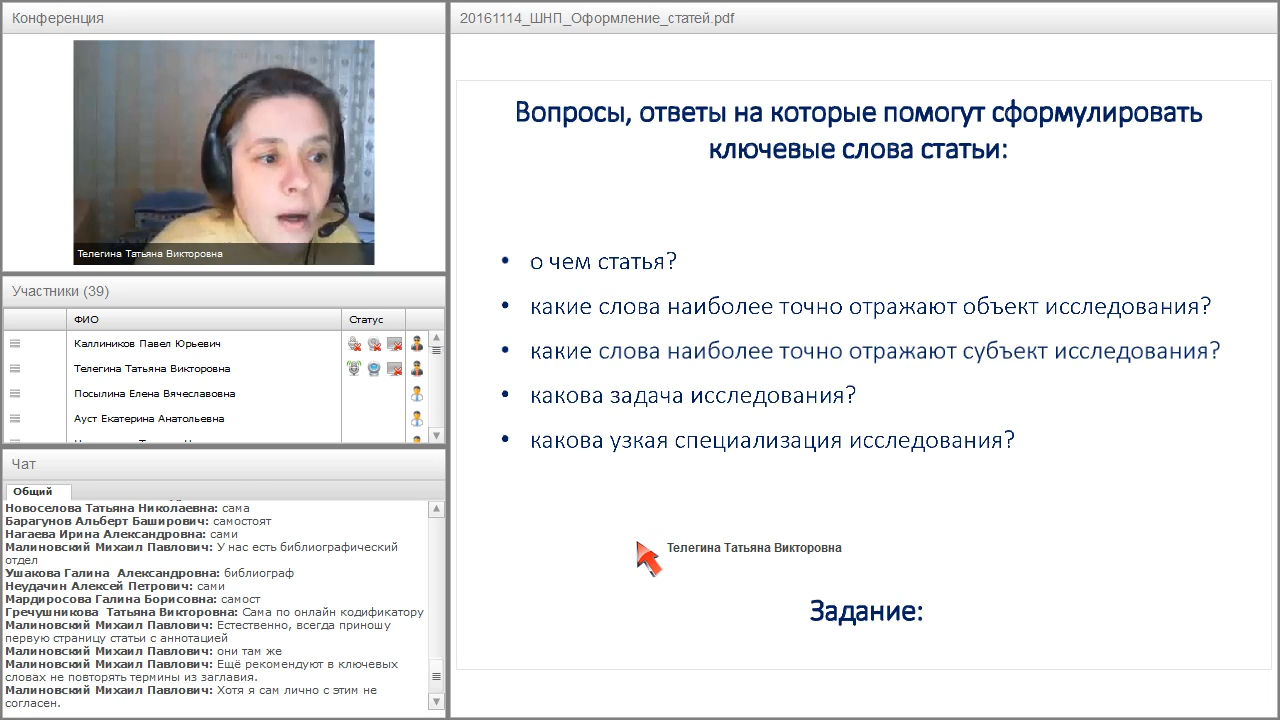 Конференция
Телегина Татьяна Викторовна
Участники (39)
ФИО Статус
Каллиников Павел Юрьевич
Телегина Татьяна Викторовна
Посылина Елена Вячеславовна
Ауст Екатерина Анатольевна
Чат
Общий
Новоселова Татьяна Николаевна: сама
Барагунов Альберт Баширович: самостоят
Нагаева Ирина Александровна: сами
Малиновский Михаил Павлович: У нас есть библиографический
отдел
Ушакова Галина Александровна: библиограф
Неудачин Алексей Петрович: сами
Мардиросова Галина Борисовна: самост
Гречушникова Татьяна Викторовна: Сама по онлайн кодификатору
Малиновский Михаил Павлович: Естественно, всегда приношу
первую страницу статьи с аннотацией
Малиновский Михаил Павлович: они там же
Малиновский Михаил Павлович: Ещё рекомендуют в ключевых
словах не повторять термины из заглавия.
Малиновский Михаил Павлович: Хотя я сам лично с этим не
согласен.
20161114_ШНП_Оформление_статей.pdf
Вопросы, ответы на которые помогут сформулировать
ключевые слова статьи:
• о чем статья?
• какие слова наиболее точно отражают объект исследования?
• какие слова наиболее точно отражают субъект исследования?
• какова задача исследования?
• какова узкая специализация исследования?
Телегина Татьяна Викторовна
Задание: